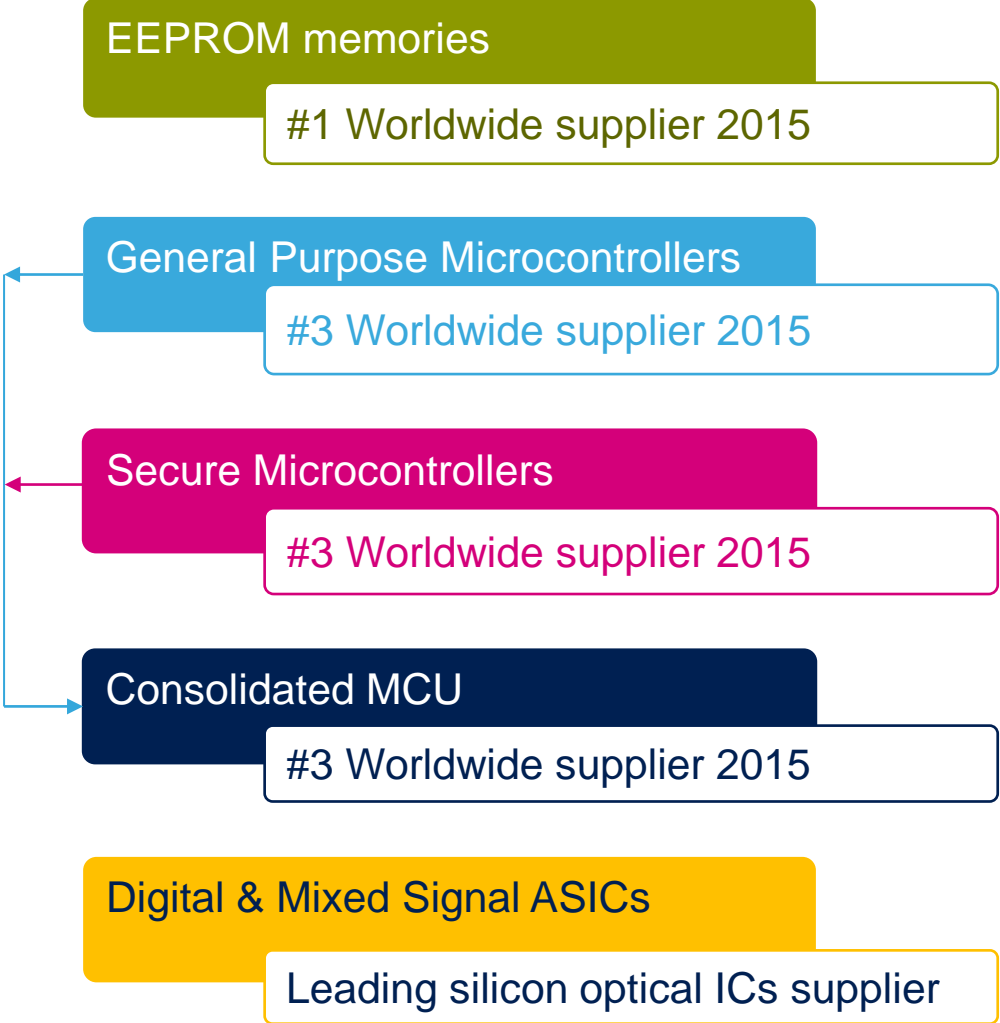 EEPROM memories
#1 Worldwide supplier 2015
General Purpose Microcontrollers
#3 Worldwide supplier 2015
Secure Microcontrollers
#3 Worldwide supplier 2015
Consolidated MCU
#3 Worldwide supplier 2015
Digital & Mixed Signal ASICs
Leading silicon optical ICs supplier